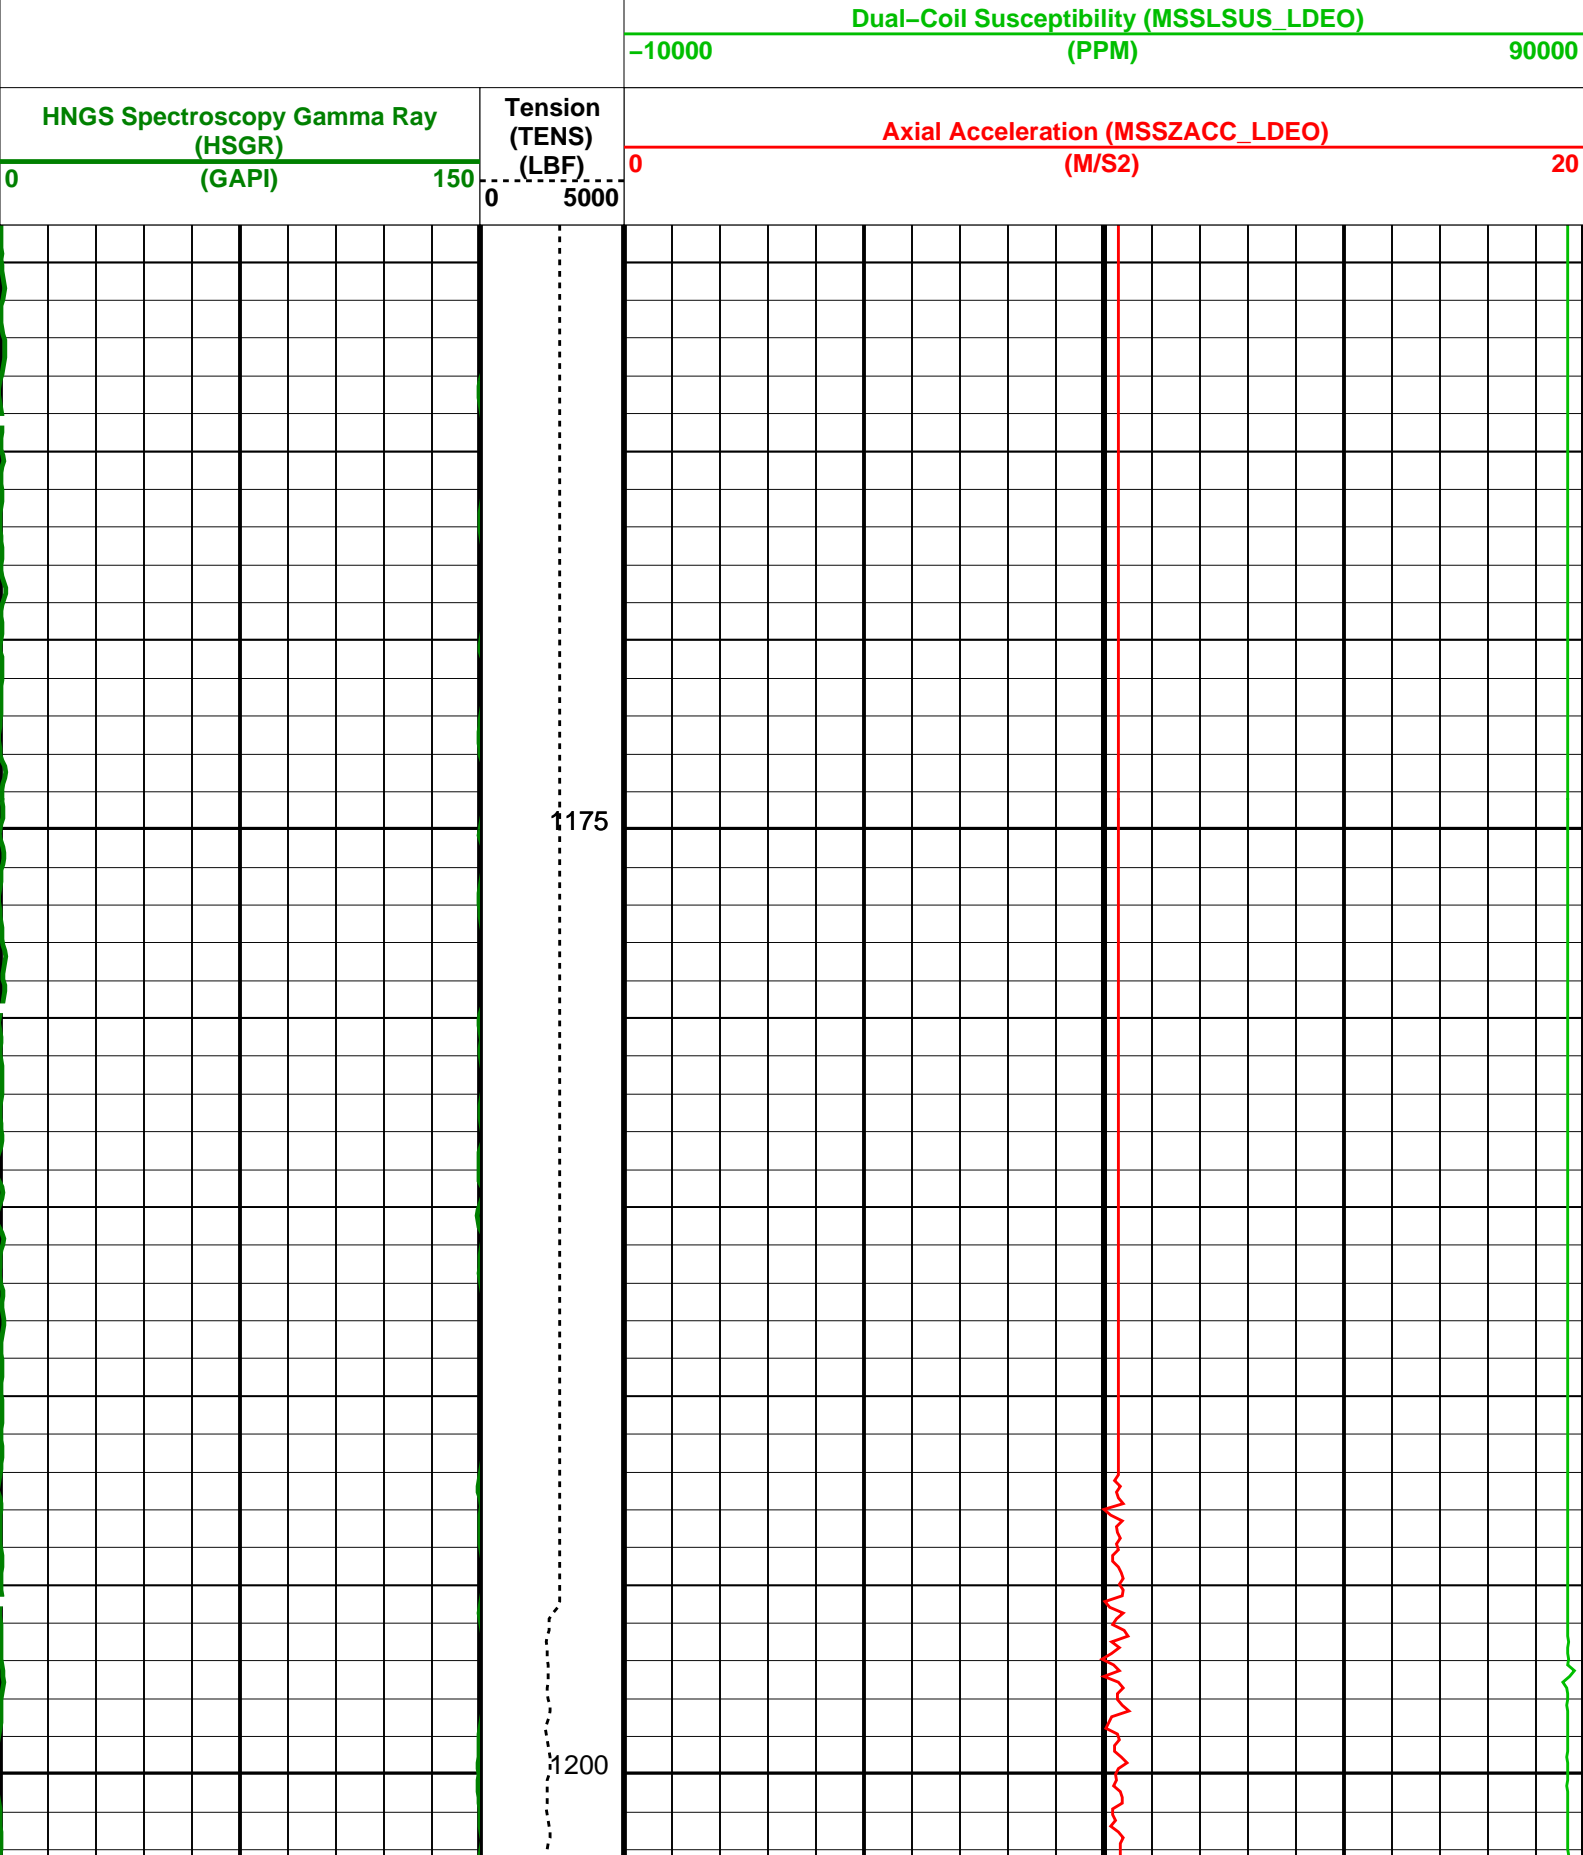 Dual–Coil Susceptibility (MSSLSUS_LDEO)
–10000 (PPM) 90000
HNGS Spectroscopy Gamma Ray
(HSGR)
0 (GAPI) 150
Tension
(TENS)
(LBF)
0 5000
Axial Acceleration (MSSZACC_LDEO)
0 (M/S2) 20
1175
1200